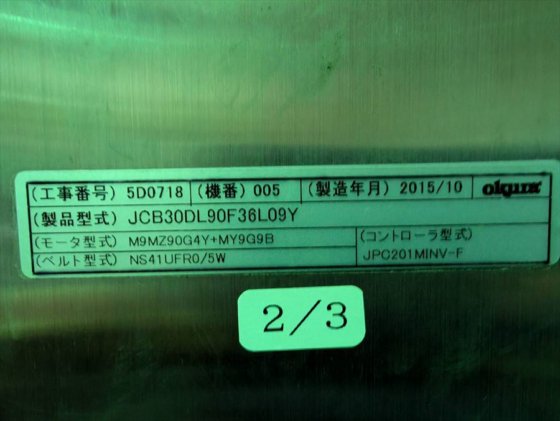 (工事番号) 5D0718 (機番) 005 (製造年月) 2015/10 okura
(製品型式) JCB30DL90F36L09Y
(モータ型式) M9MZ90G4Y+MY9G9B (コントローラ型式)
(ベルト型式) NS41UFR0/5W JPC201MINV-F
2/3